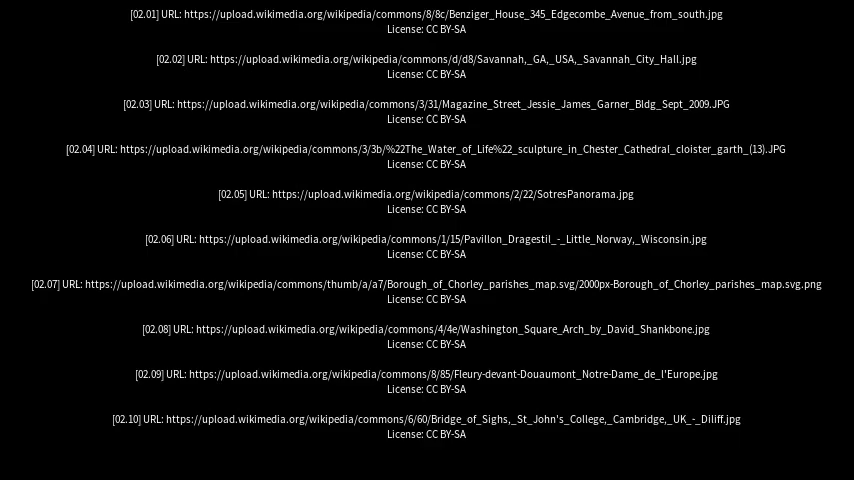 [02.01] URL: https://upload.wikimedia.org/wikipedia/commons/8/8c/Benziger_House_345_Edgecombe_Avenue_from_south.jpg
License: CC BY-SA
[02.02] URL: https://upload.wikimedia.org/wikipedia/commons/d/d8/Savannah,_GA,_USA,_Savannah_City_Hall.jpg
License: CC BY-SA
[02.03] URL: https://upload.wikimedia.org/wikipedia/commons/3/31/Magazine_Street_Jessie_James_Garner_Bldg_Sept_2009.JPG
License: CC BY-SA
[02.04] URL: https://upload.wikimedia.org/wikipedia/commons/3/3b/%22The_Water_of_Life%22_sculpture_in_Chester_Cathedral_cloister_garth_(13).JPG
License: CC BY-SA
[02.05] URL: https://upload.wikimedia.org/wikipedia/commons/2/22/SotresPanorama.jpg
License: CC BY-SA
[02.06] URL: https://upload.wikimedia.org/wikipedia/commons/1/15/Pavillon_Dragestil_-_Little_Norway,_Wisconsin.jpg
License: CC BY-SA
[02.07] URL: https://upload.wikimedia.org/wikipedia/commons/thumb/a/a7/Borough_of_Chorley_parishes_map.svg/2000px-Borough_of_Chorley_parishes_map.svg.png
License: CC BY-SA
[02.08] URL: https://upload.wikimedia.org/wikipedia/commons/4/4e/Washington_Square_Arch_by_David_Shankbone.jpg
License: CC BY-SA
[02.09] URL: https://upload.wikimedia.org/wikipedia/commons/8/85/Fleury-devant-Douaumont_Notre-Dame_de_l'Europe.jpg
License: CC BY-SA
[02.10] URL: https://upload.wikimedia.org/wikipedia/commons/6/60/Bridge_of_Sighs,_St_John's_College,_Cambridge,_UK_-_Diliff.jpg
License: CC BY-SA